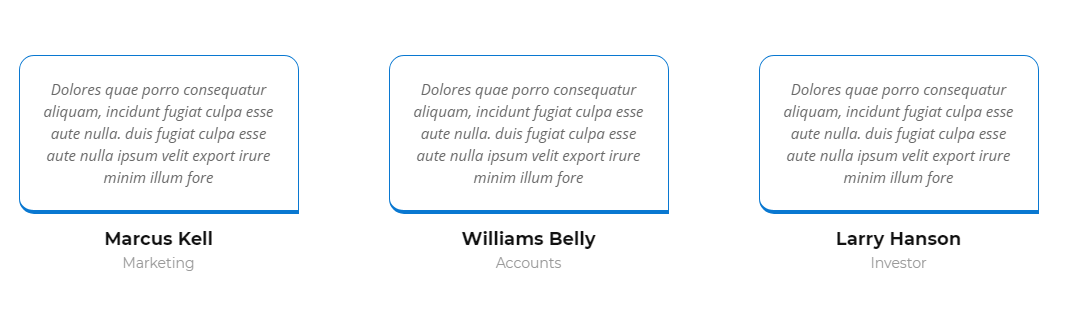 Dolores quae porro consequatur
aliquam, incidunt fugiat culpa esse
aute nulla. duis fugiat culpa esse
aute nulla ipsum velit export irure
minim illum fore
Marcus Kell
Marketing
Dolores quae porro consequatur
aliquam, incidunt fugiat culpa esse
aute nulla. duis fugiat culpa esse
aute nulla ipsum velit export irure
minim illum fore
Williams Belly
Accounts
Dolores quae porro consequatur
aliquam, incidunt fugiat culpa esse
aute nulla. duis fugiat culpa esse
aute nulla ipsum velit export irure
minim illum fore
Larry Hanson
Investor